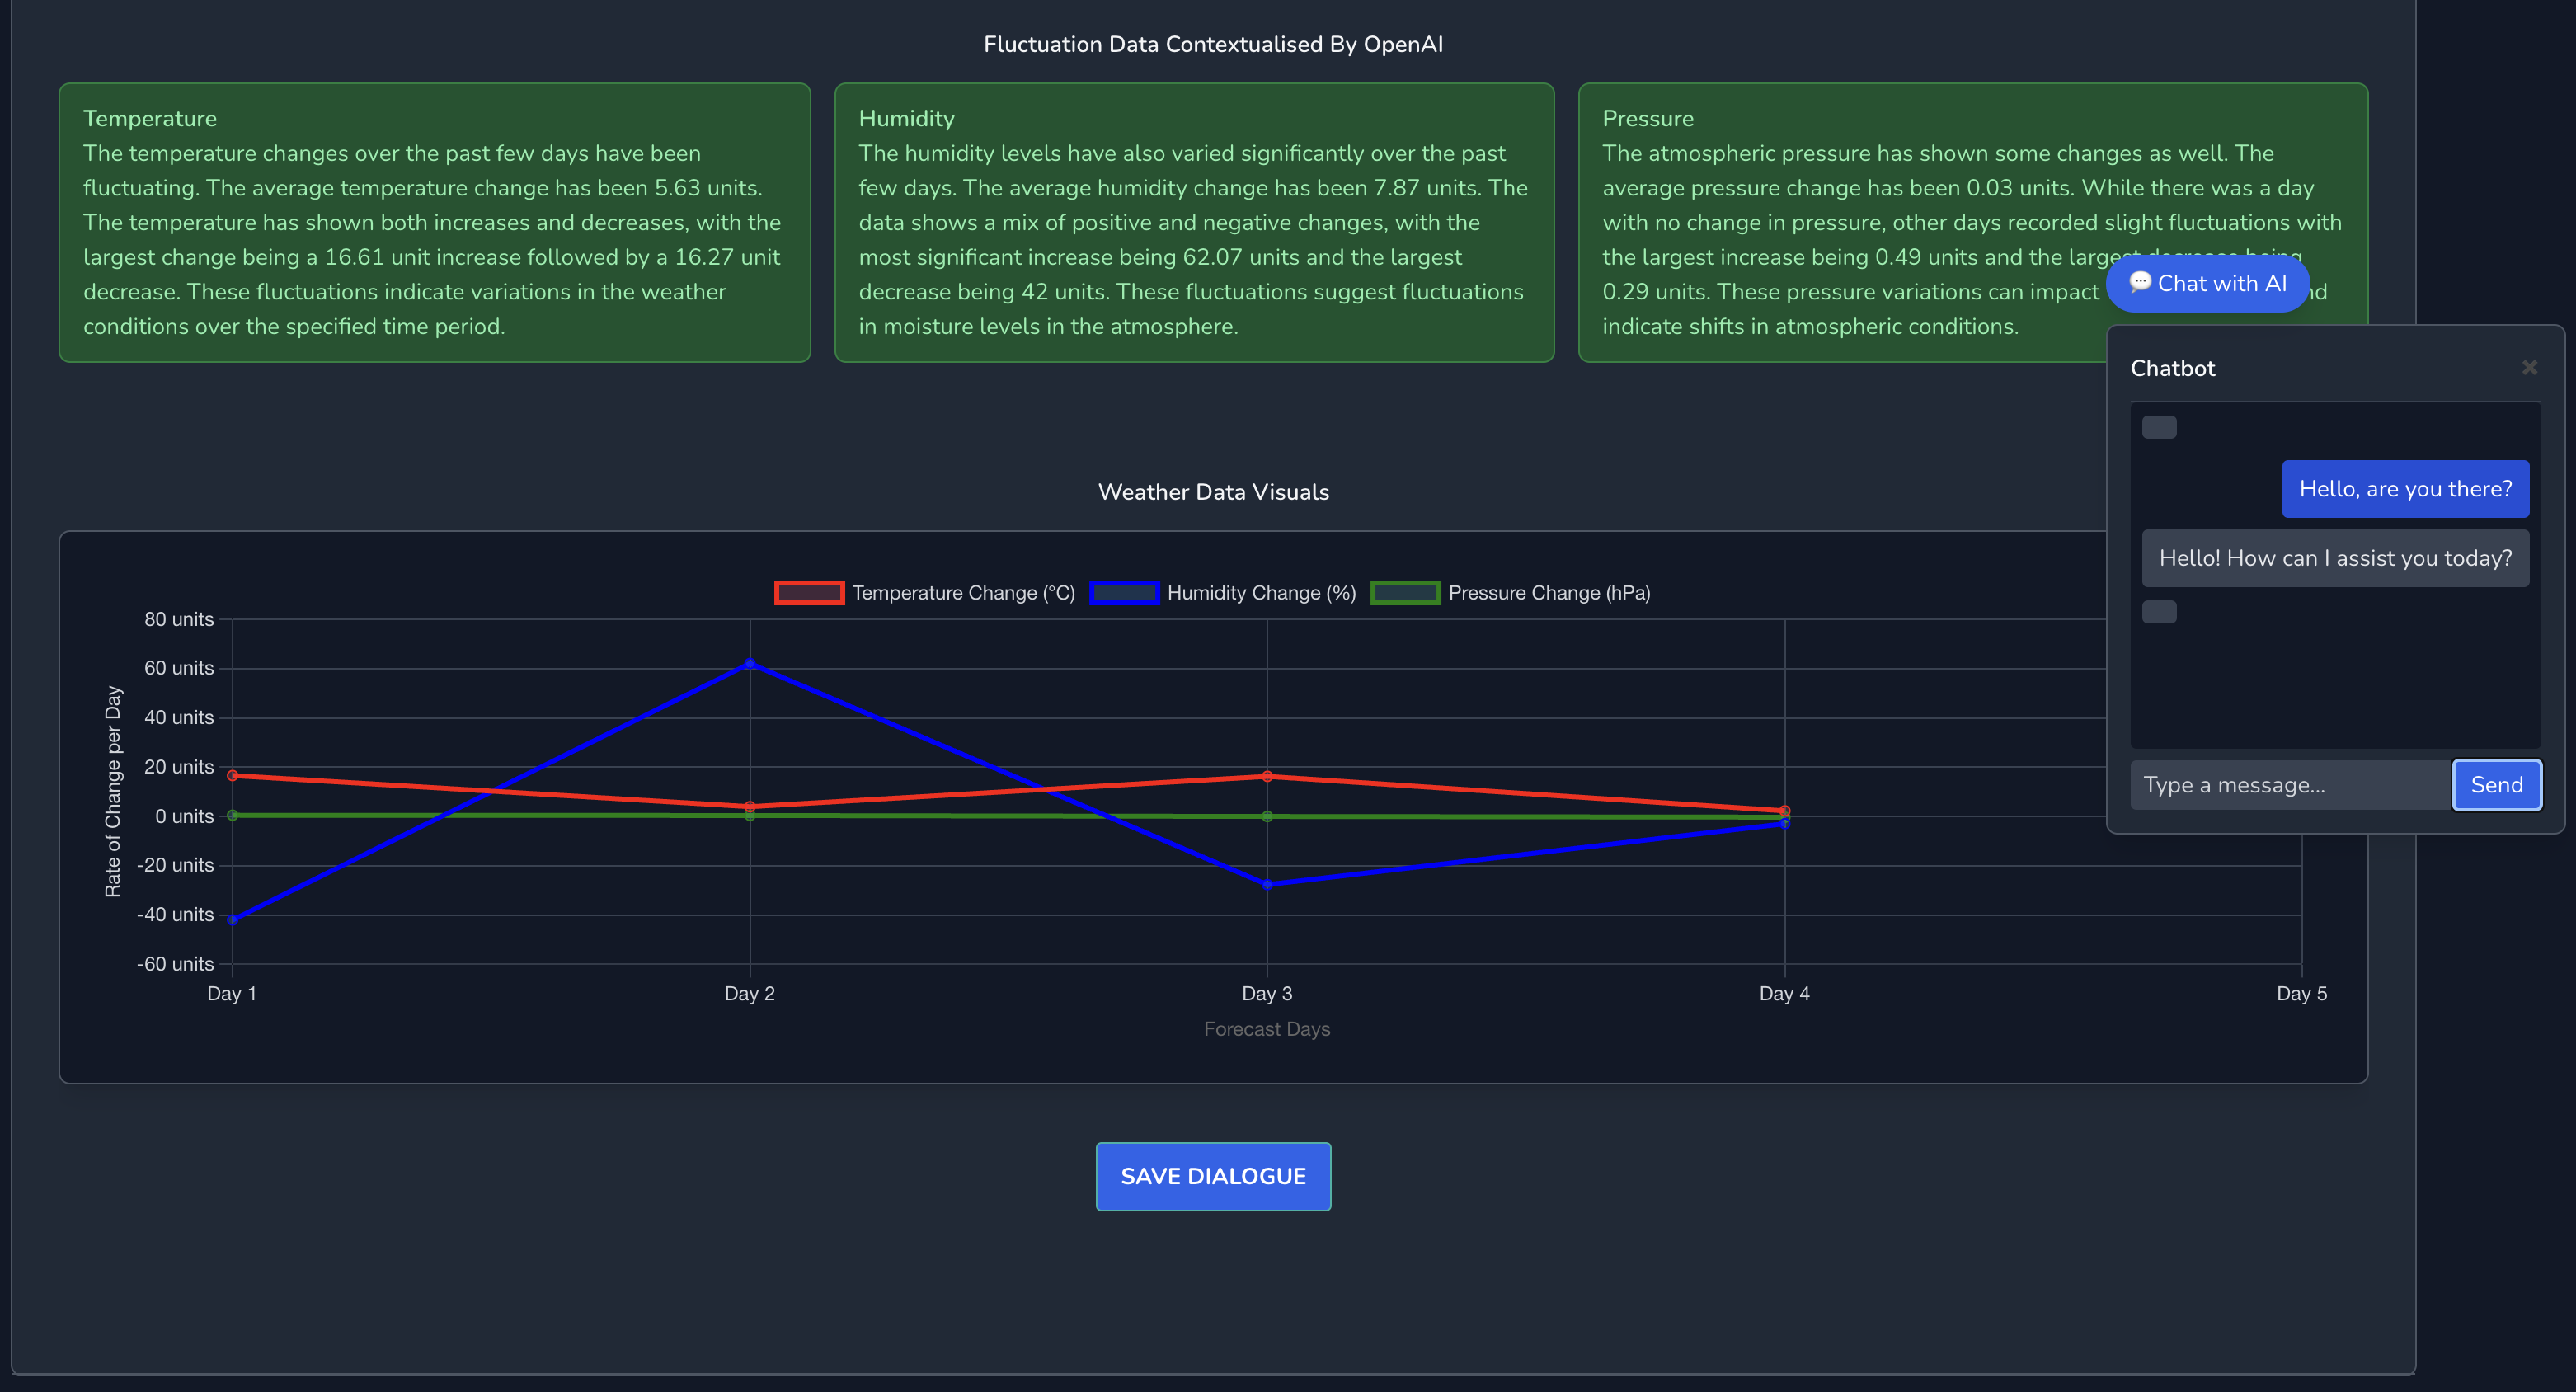 Fluctuation Data Contextualised By OpenAI
Temperature
The temperature changes over the past few days have been
fluctuating. The average temperature change has been 5.63 units.
The temperature has shown both increases and decreases, with the
largest change being a 16.61 unit increase followed by a 16.27 unit
decrease. These fluctuations indicate variations in the weather
conditions over the specified time period.
Humidity
The humidity levels have also varied significantly over the past
few days. The average humidity change has been 7.87 units. The
data shows a mix of positive and negative changes, with the
most significant increase being 62.07 units and the largest
decrease being 42 units. These fluctuations suggest fluctuations
in moisture levels in the atmosphere.
Pressure
The atmospheric pressure has shown some changes as well. The
average pressure change has been 0.03 units. While there was a day
with no change in pressure, other days recorded slight fluctuations with
the largest increase being 0.49 units and the largest decrease being
0.29 units. These pressure variations can impact
indicate shifts in atmospheric conditions.
💬 Chat with AI
Chatbot
✖
Hello, are you there?
Hello! How can I assist you today?
Type a message...
Send
Weather Data Visuals
Temperature Change (°C)
Humidity Change (%)
Pressure Change (hPa)
Rate of Change per Day
80 units
60 units
40 units
20 units
0 units
-20 units
-40 units
-60 units
Day 1
Day 2
Day 3
Day 4
Day 5
Forecast Days
SAVE DIALOGUE